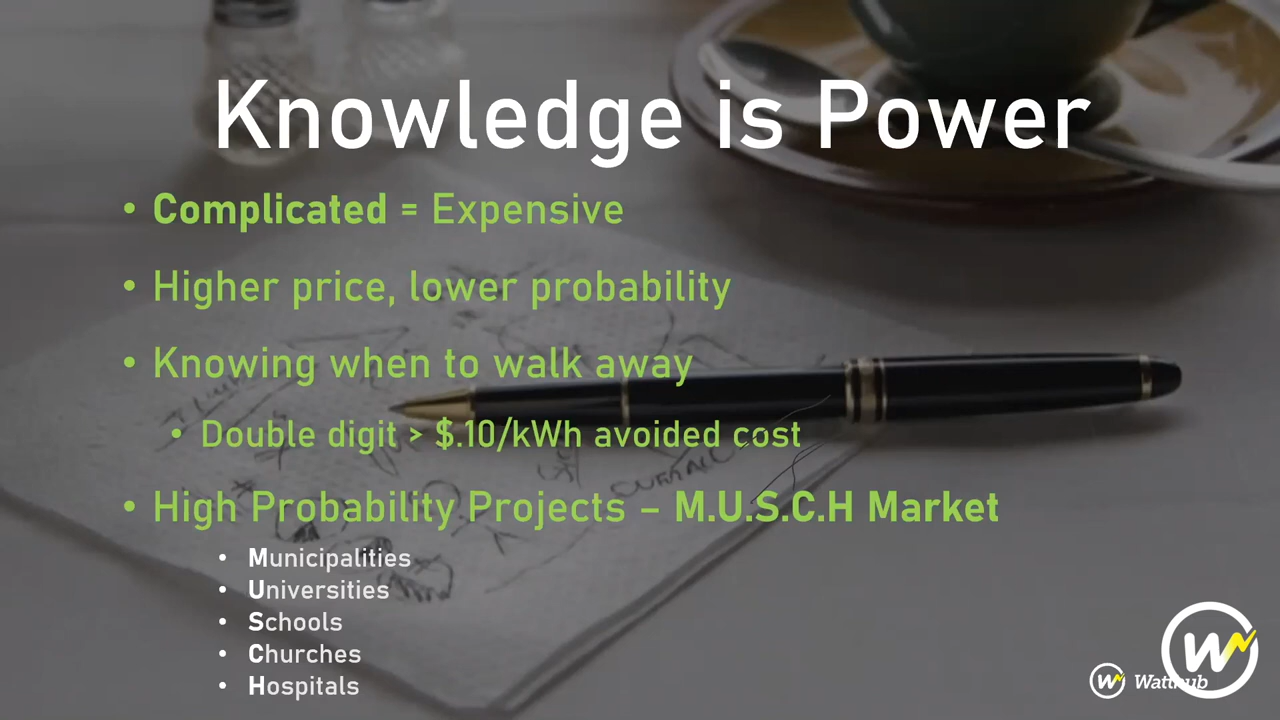 Knowledge is Power
• Complicated = Expensive
• Higher price, lower probability
• Knowing when to walk away
• Double digit > $.10/kWh avoided cost
• High Probability Projects – M.U.S.C.H Market
• Municipalities
• Universities
• Schools
• Churches
• Hospitals